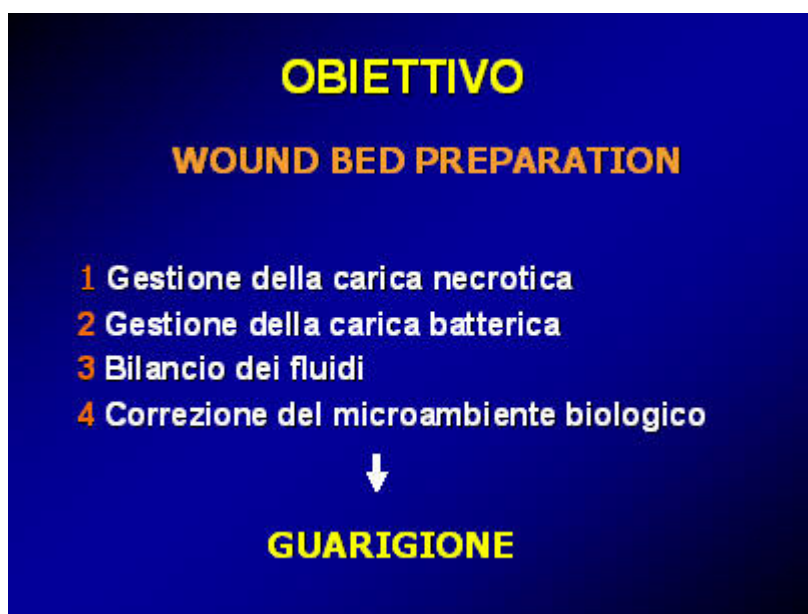 OBIETTIVO
WOUND BED PREPARATION
1 Gestione della carica necrotica
2 Gestione della carica batterica
3 Bilancio dei fluidi
4 Correzione del microambiente biologico
GUARIGIONE